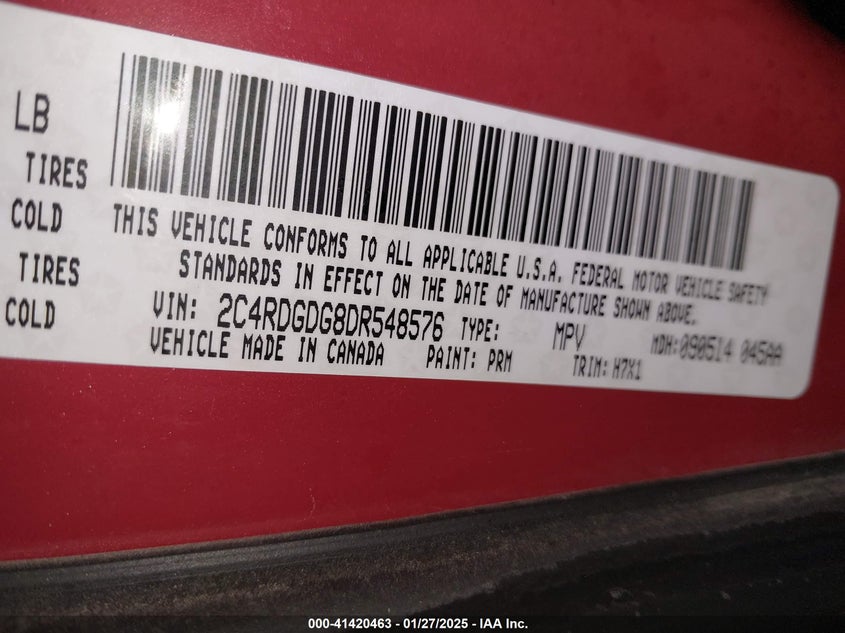 LB
TIRES
COLD
TIRES
COLD
THIS VEHICLE CONFORMS TO ALL APPLICABLE U.S.A. FEDERAL MOTOR VEHICLE SAFETY
STANDARDS IN EFFECT ON THE DATE OF MANUFACTURE SHOWN ABOVE.
VIN: 2C4RDGDG8DR548576 TYPE: MPV MDH:090514 045AA
VEHICLE MADE IN CANADA PAINT: PRM TRIM: H7X1
000-41420463 - 01/27/2025 - IAA Inc.